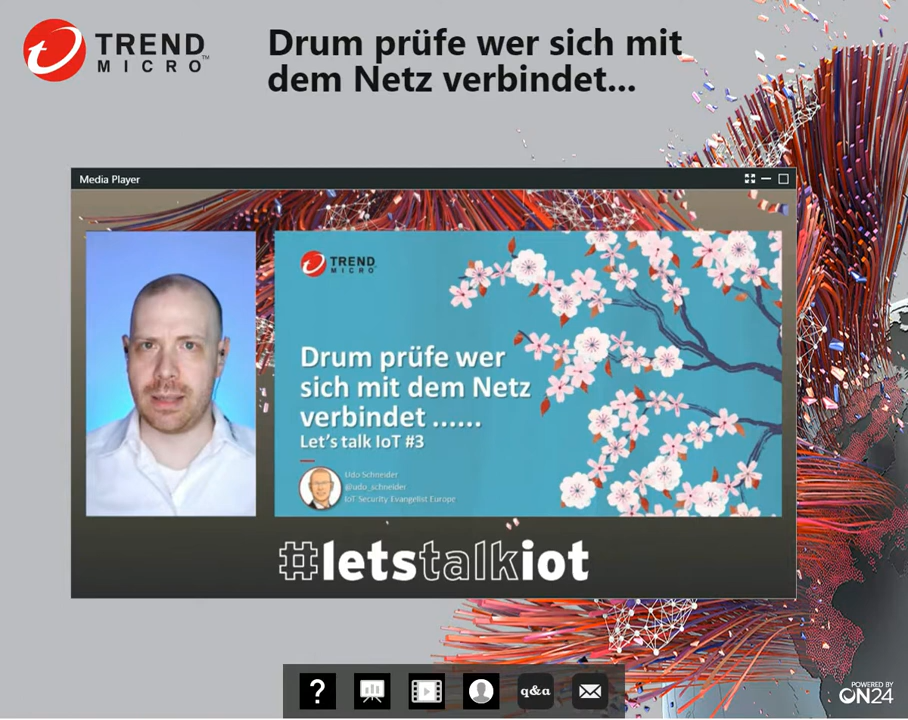 TREND
MICRO
Drum prüfe wer sich mit
dem Netz verbindet...
Media Player
TREND
MICRO
Drum prüfe wer
sich mit dem Netz
verbindet ......
Let's talk IoT #3
Udo Schneider
@udo_schneider
IoT Security Evangelist Europe
#letstalkiot
?
q&a
POWERED BY
ON24